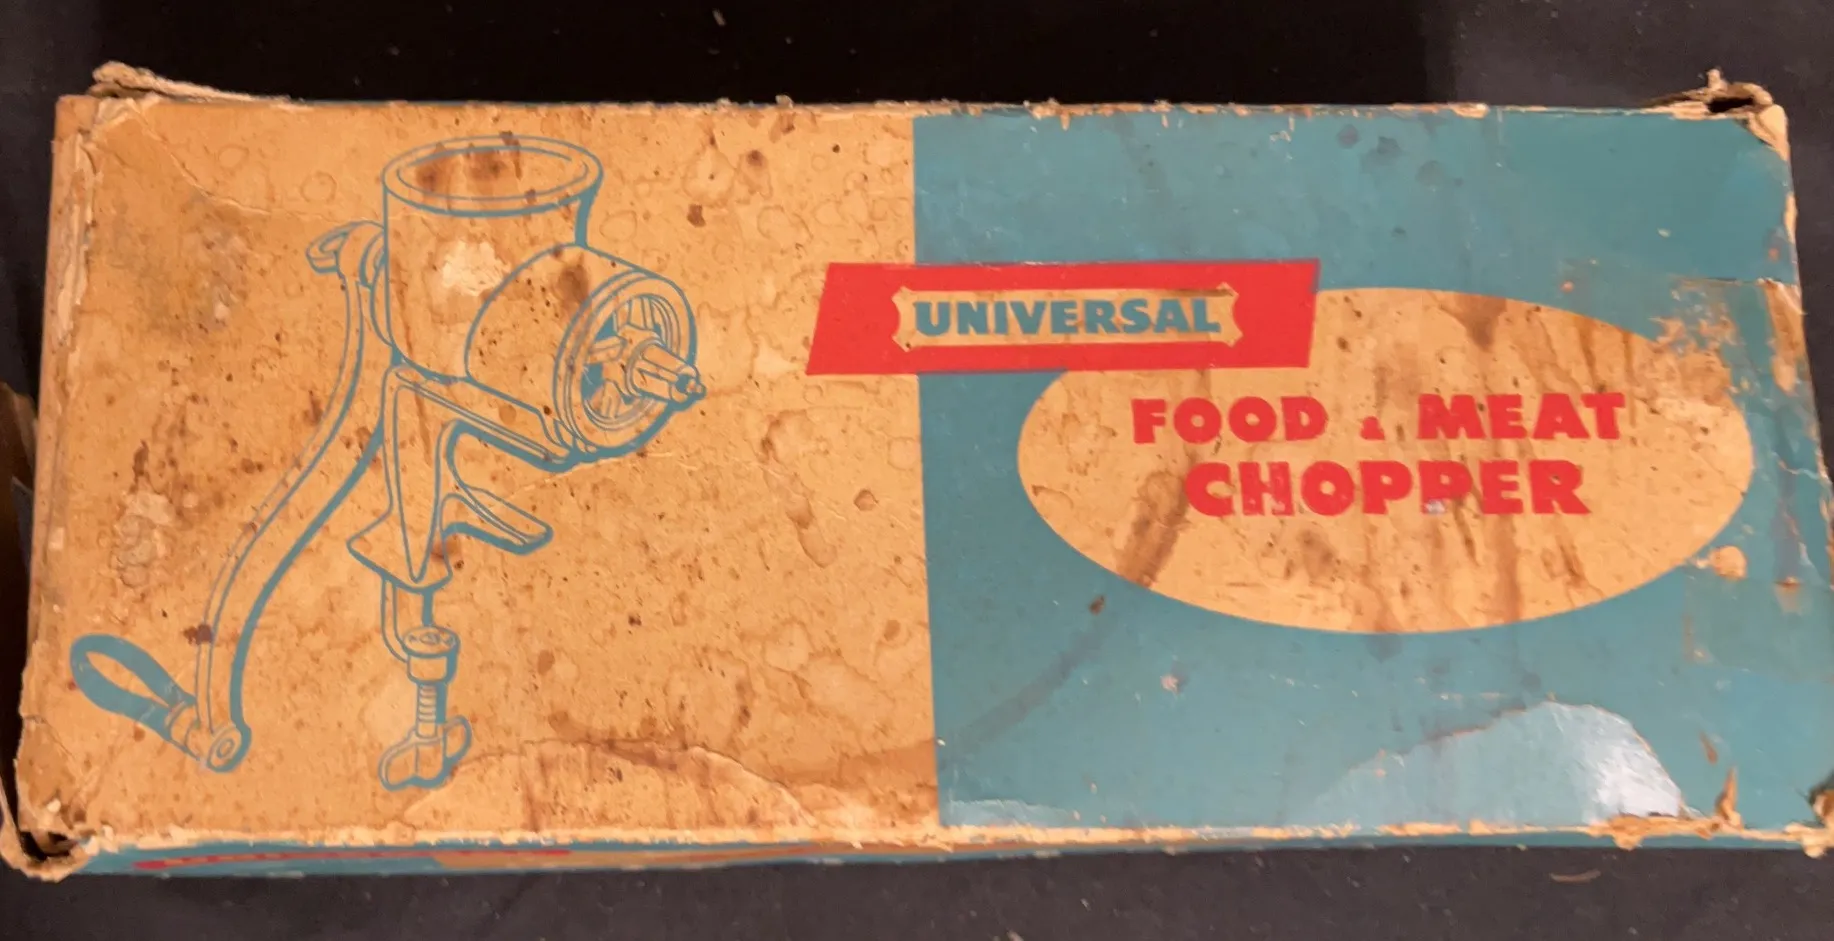 UNIVERSAL
FOOD & MEAT
CHOPPER